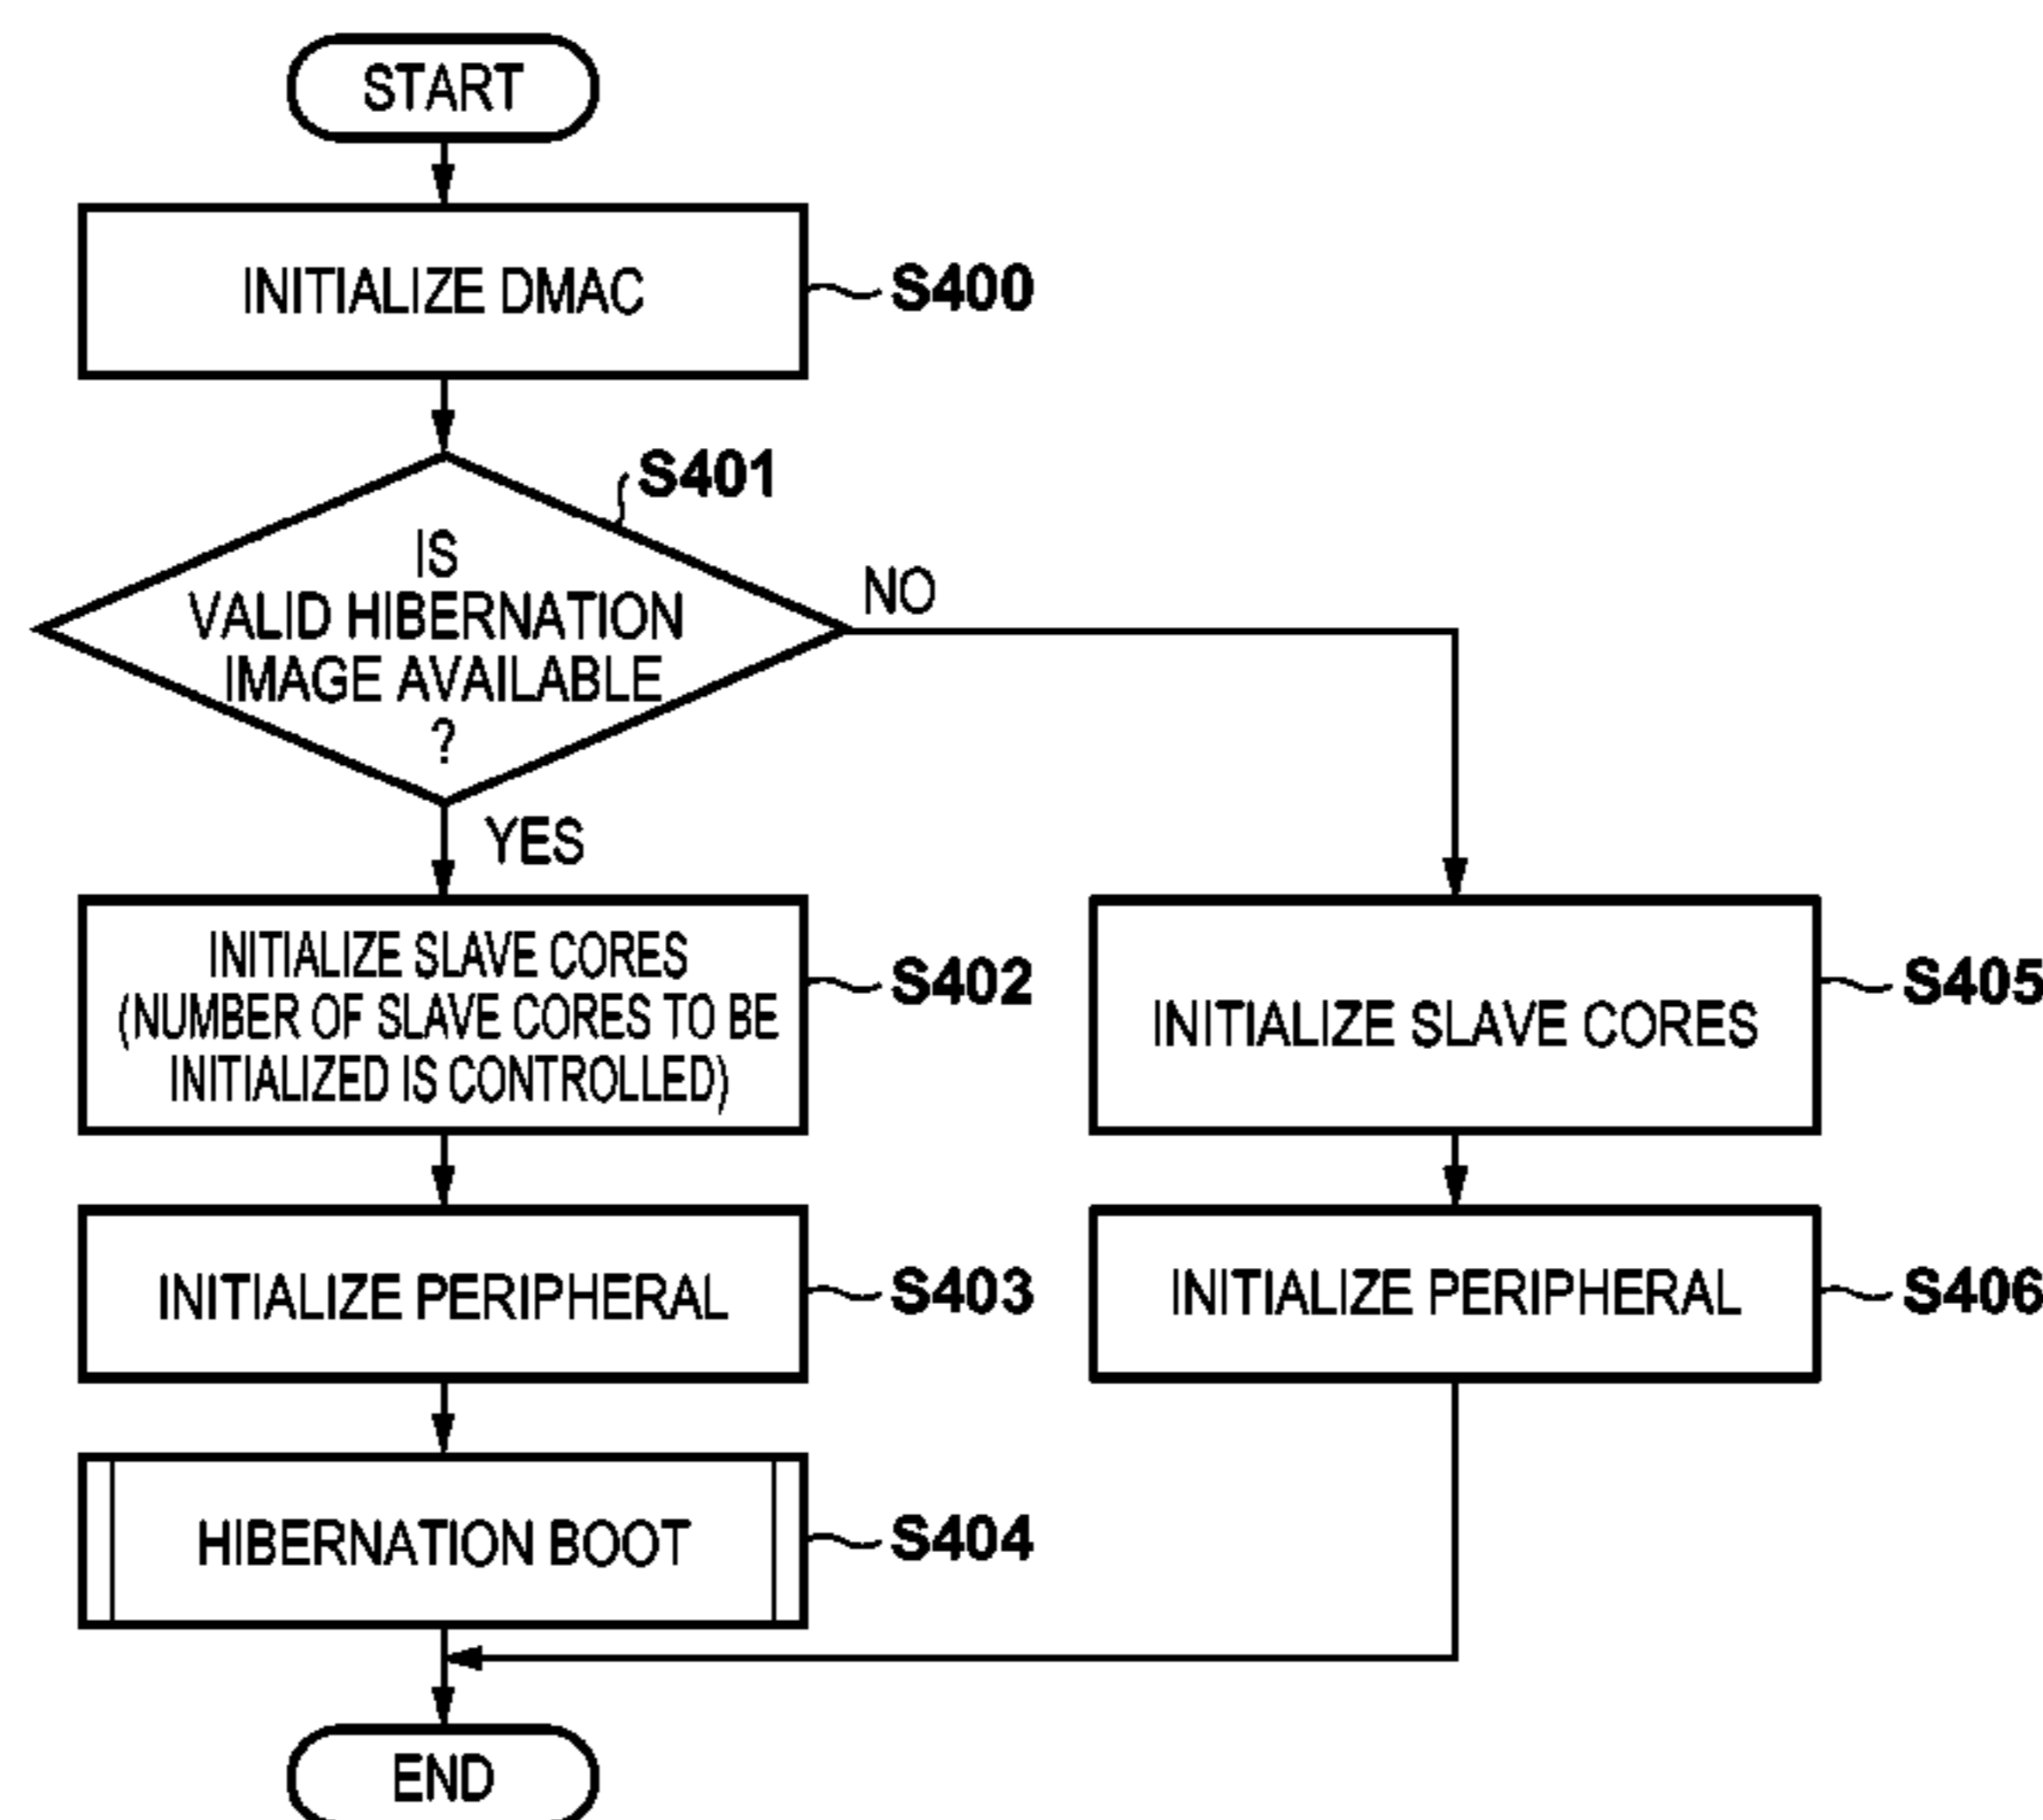 START
INITIALIZE DMAC
S400
S401
IS
VALID HIBERNATION
IMAGE AVAILABLE
?
NO
YES
INITIALIZE SLAVE CORES
(NUMBER OF SLAVE CORES TO BE
INITIALIZED IS CONTROLLED)
S402
INITIALIZE SLAVE CORES
S405
INITIALIZE PERIPHERAL
S403
INITIALIZE PERIPHERAL
S406
HIBERNATION BOOT
S404
END